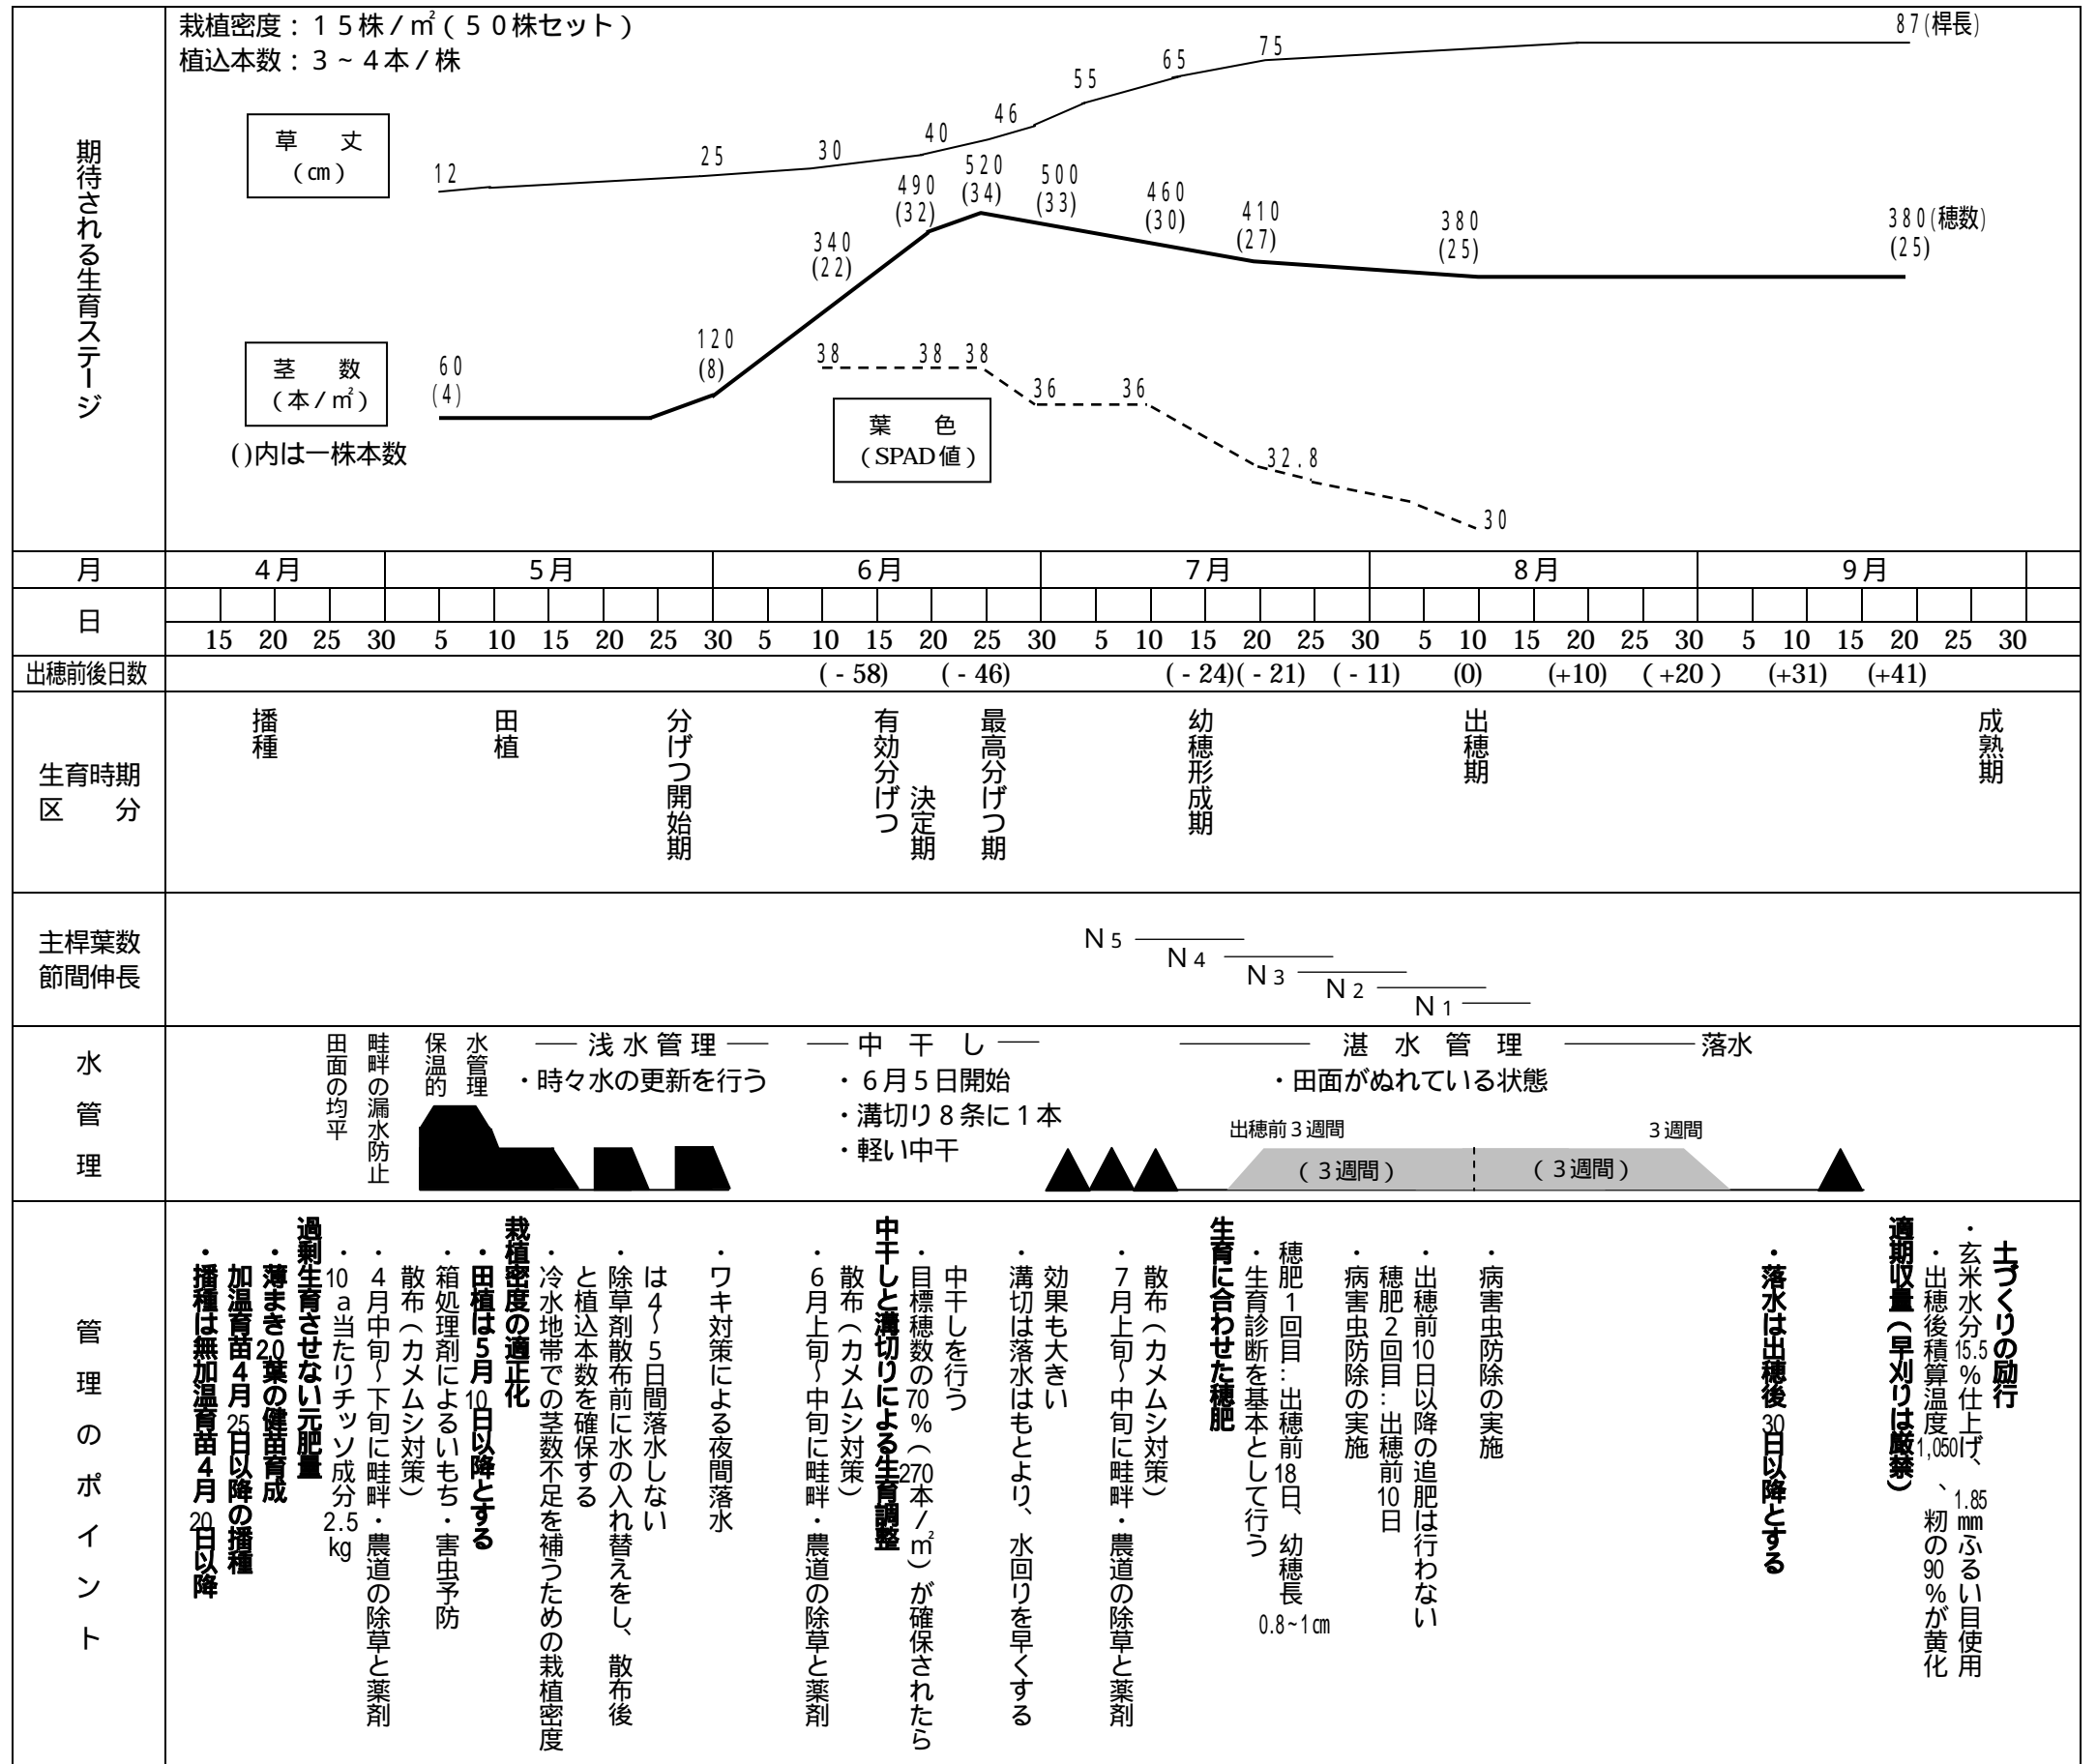 栽植密度：１５株／㎡（５０株セット）
植込本数：３～４本／株
期待される生育ステージ
草　丈
（㎝）
12
25
30
40
46
55
65
75
87(桿長)
茎　数
（本／㎡）
()内は一株本数
60
(4)
120
(8)
340
(22)
490
(32)
520
(34)
500
(33)
460
(30)
410
(27)
380
(25)
380(穂数)
(25)
葉　色
（SPAD値）
38
38
38
36
36
32.8
30
月
4月
5月
6月
7月
8月
9月
日
15 20 25 30 5 10 15 20 25 30 5 10 15 20 25 30 5 10 15 20 25 30 5 10 15 20 25 30 5 10 15 20 25 30
出穂前後日数
(-58) (-46) (-24)(-21) (-11) (0) (+10) (+20) (+31) (+41)
生育時期
区　分
播種
田植
分げつ開始期
有効分げつ
決定期
最高分げつ期
幼穂形成期
出穂期
成熟期
主桿葉数
節間伸長
N5
N4
N3
N2
N1
水管理
田面の均平
畦畔の漏水防止
保温的
水管理
浅水管理
・時々水の更新を行う
中干し
・６月５日開始
・溝切り８条に１本
・軽い中干
湛水管理
・田面がぬれている状態
落水
出穂前３週間
３週間
（３週間）
（３週間）
管理のポイント
・播種は無加温育苗４月20日以降
加温育苗４月25日以降の播種
・薄まき2.0葉の健苗育成
過剰生育させない元肥量
・10ａ当たりチッソ成分2.5kg
・４月中旬～下旬に畦畔・農道の除草と薬剤
散布（カメムシ対策）
・箱処理剤によるいもち・害虫予防
・田植は５月10日以降とする
栽植密度の適正化
・冷水地帯での茎数不足を補うための栽植密度
と植込本数を確保する
・除草剤散布前に水の入れ替えをし、散布後
は４～５日間落水しない
・ワキ対策による夜間落水
・６月上旬～中旬に畦畔・農道の除草と薬剤
散布（カメムシ対策）
中干しと溝切りによる生育調整
・目標穂数の70％（270本／㎡）が確保されたら
中干しを行う
・溝切は落水はもとより、水回りを早くする
効果も大きい
・７月上旬～中旬に畦畔・農道の除草と薬剤
散布（カメムシ対策）
生育に合わせた穂肥
・生育診断を基本として行う
穂肥１回目：出穂前18日、幼穂長0.8~1㎝
・病害虫防除の実施
穂肥２回目：出穂前10日
・出穂前10日以降の追肥は行わない
・病害虫防除の実施
・落水は出穂後30日以降とする
適期収量（早刈りは厳禁）
・出穂後積算温度1,050、籾の90％が黄化
・玄米水分15.5％仕上げ、1.85㎜ふるい目使用
土づくりの励行